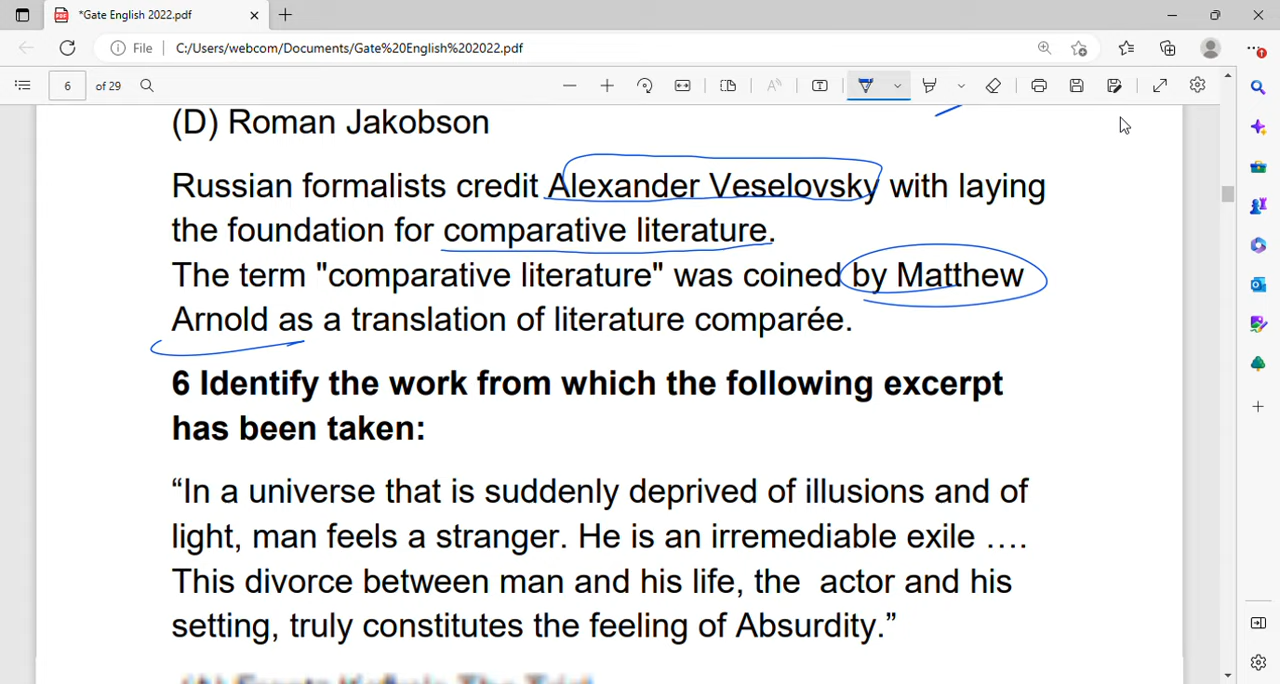 *Gate English 2022.pdf
File
C:/Users/webcom/Documents/Gate%20English%202022.pdf
6
of 29
(D) Roman Jakobson
Russian formalists credit Alexander Veselovsky with laying
the foundation for comparative literature.
The term "comparative literature" was coined by Matthew
Arnold as a translation of literature comparée.
6 Identify the work from which the following excerpt
has been taken:
“In a universe that is suddenly deprived of illusions and of
light, man feels a stranger. He is an irremediable exile ….
This divorce between man and his life, the  actor and his
setting, truly constitutes the feeling of Absurdity.”